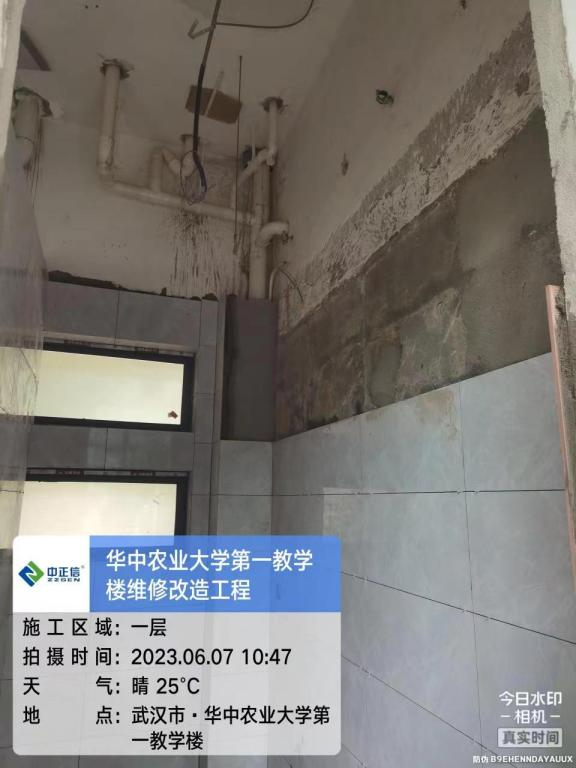 中正信®
ZZGEN
华中农业大学第一教学
楼维修改造工程
施工区域：一层
拍摄时间：2023.06.07 10:47
天气：晴 25°C
地点：武汉市·华中农业大学第
一教学楼
今日水印
-相机-
真实时间
防伪 B9EHENNDAYAUUX